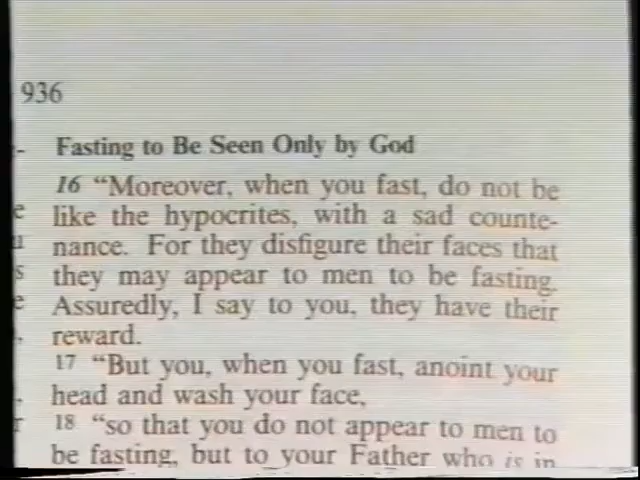 936
Fasting to Be Seen Only by God
16 “Moreover, when you fast, do not be
like the hypocrites, with a sad counte-
nance. For they disfigure their faces that
they may appear to men to be fasting.
Assuredly, I say to you, they have their
reward.
17 “But you, when you fast, anoint your
head and wash your face,
18 “so that you do not appear to men to
be fasting, but to your Father who is in